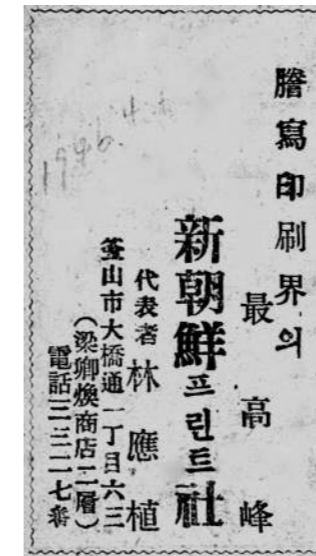 謄寫印刷界의
最高峰
新朝鮮프린트社
代表者 林應植
釜山市大橋通一丁目六三
(梁卿煥商店二層)
電話三三二七番
1946.4.